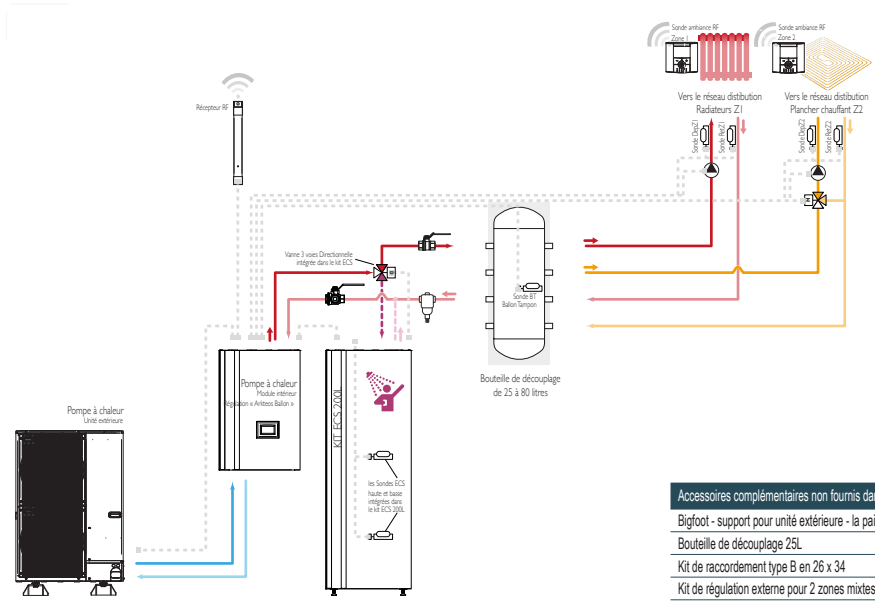 Sonde ambiance RF
Zone 1
Sonde ambiance RF
Zone 2
Récepteur RF
Vers le réseau distibution
Radiateurs Z1
Vers le réseau distibution
Plancher chauffant Z2
Sonde DepZ1
Sonde RetZ1
Sonde DepZ2
Sonde RetZ2
M
Vanne 3 voies Directionnelle
intégrée dans le kit ECS
Sonde BT
Ballon Tampon
Bouteille de découplage
de 25 à 80 litres
Pompe à chaleur
Module intérieur
Régulation « Arkteos Ballon »
KIT ECS 200L
Pompe à chaleur
Unité extérieure
les Sondes ECS
haute et basse
intégrées dans
le kit ECS 200L
Accessoires complémentaires non fournis dan
Bigfoot - support pour unité extérieure - la pai
Bouteille de découplage 25L
Kit de raccordement type B en 26 x 34
Kit de régulation externe pour 2 zones mixtes